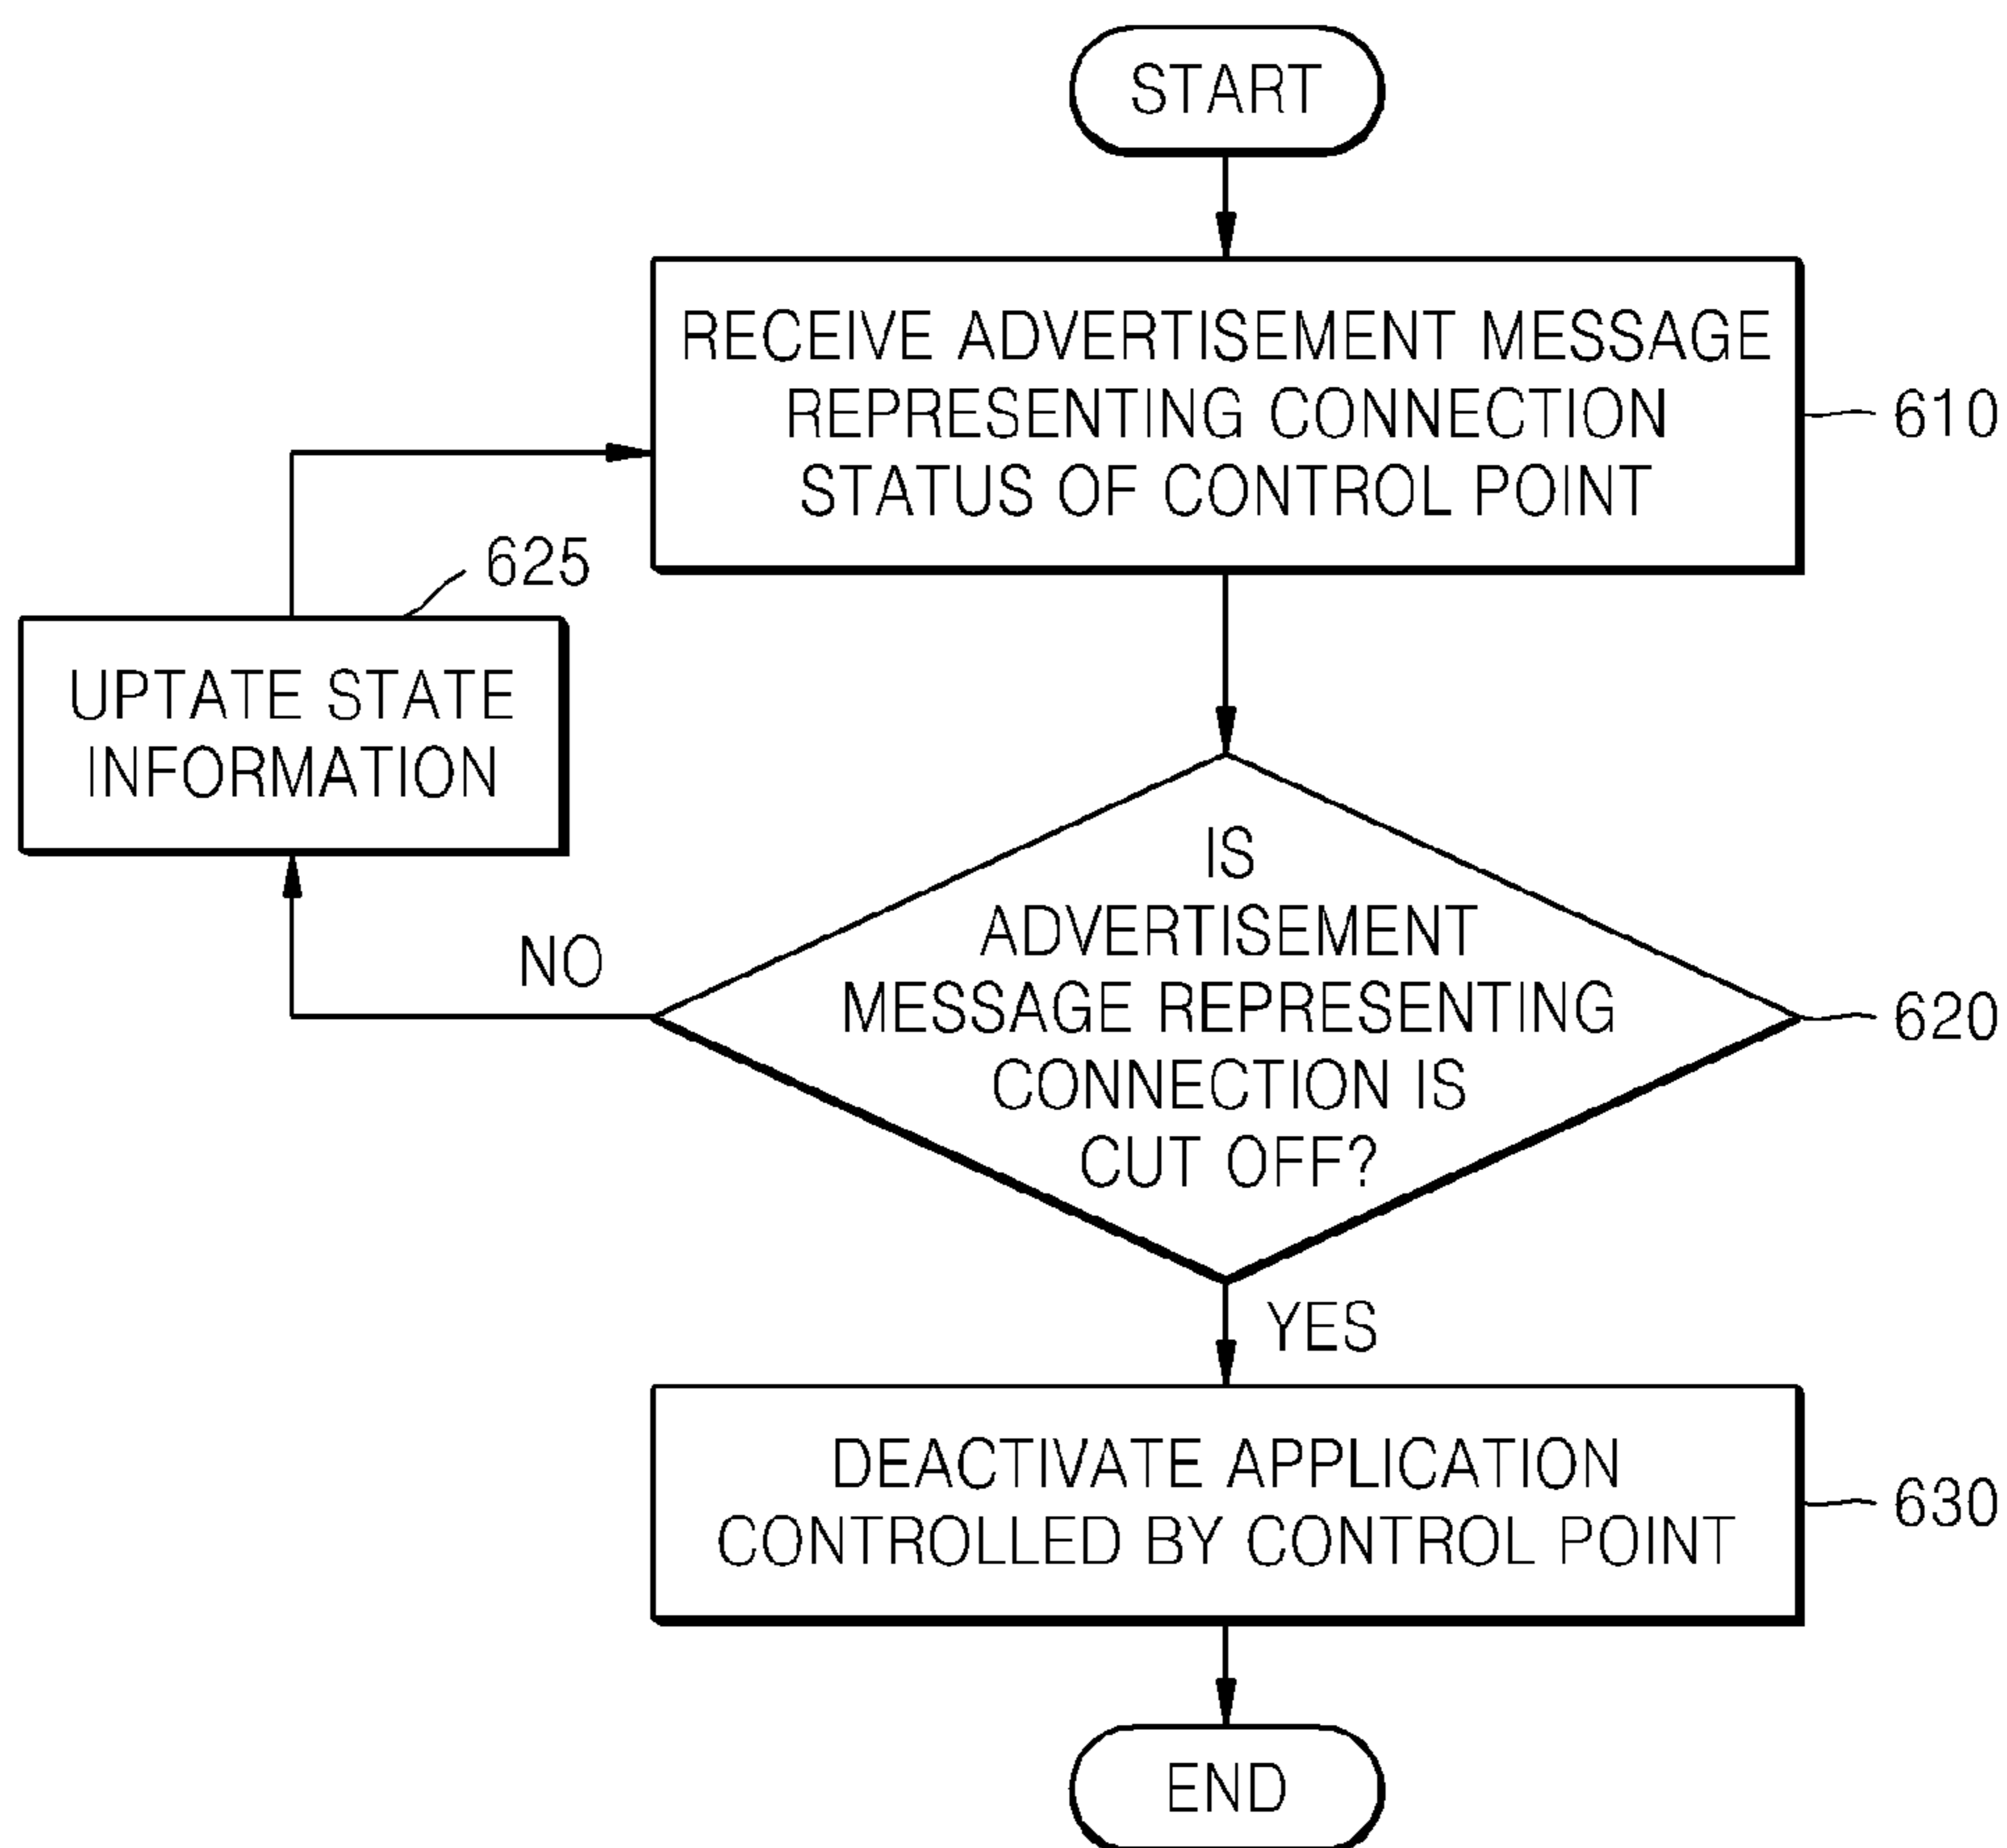 START
RECEIVE ADVERTISEMENT MESSAGE
REPRESENTING CONNECTION
STATUS OF CONTROL POINT
610
625
UPTATE STATE
INFORMATION
IS
ADVERTISEMENT
MESSAGE REPRESENTING
CONNECTION IS
CUT OFF?
620
NO
YES
DEACTIVATE APPLICATION
CONTROLLED BY CONTROL POINT
630
END